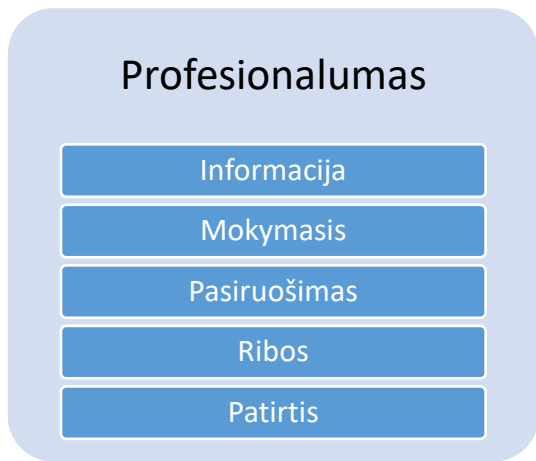 Profesionalumas
Informacija
Mokymasis
Pasiruošimas
Ribos
Patirtis